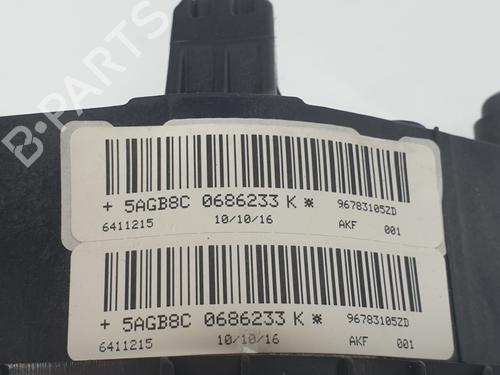 B-PARTS
+ 5AGB8C 0686233 K * 96783105ZD
6411215 10/10/16 AKF 001
+ 5AGB8C 0686233 K * 96783105ZD
6411215 10/10/16 AKF 001